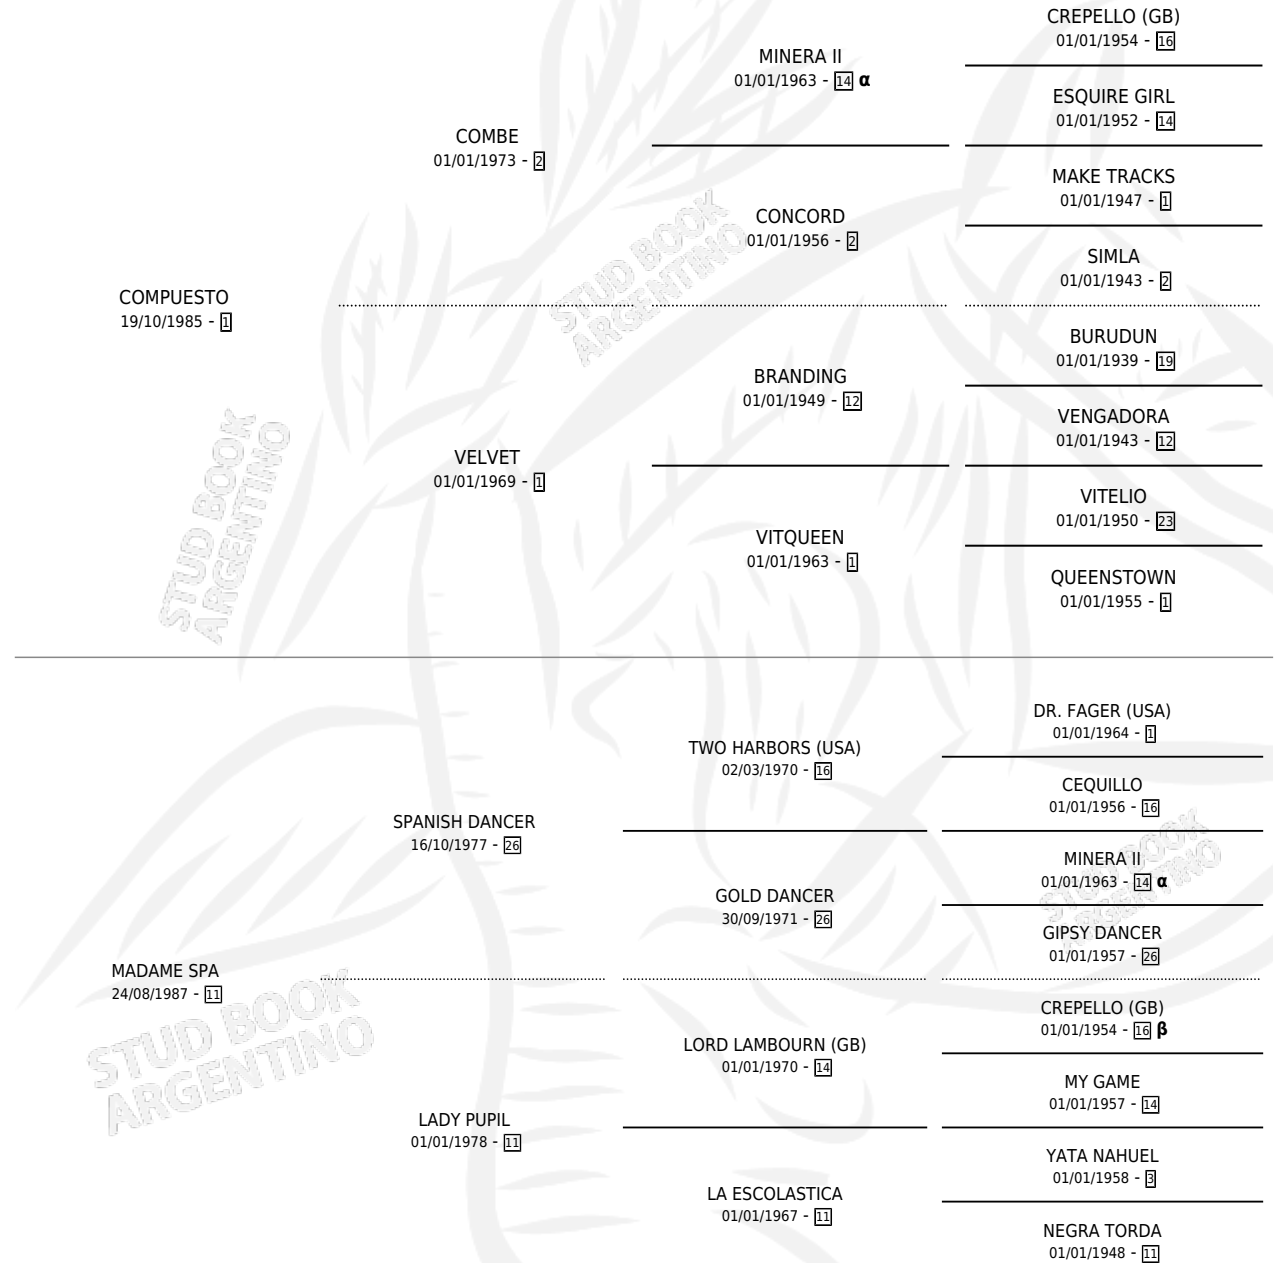 COMPUESTO
19/10/1985 - 1
COMBE
01/01/1973 - 2
MINERA II
01/01/1963 - 14 α
CREPELLO (GB)
01/01/1954 - 16
ESQUIRE GIRL
01/01/1952 - 14
CONCORD
01/01/1956 - 2
MAKE TRACKS
01/01/1947 - 1
SIMLA
01/01/1943 - 2
VELVET
01/01/1969 - 1
BRANDING
01/01/1949 - 12
BURUDUN
01/01/1939 - 19
VENGADORA
01/01/1943 - 12
VITQUEEN
01/01/1963 - 1
VITELIO
01/01/1950 - 23
QUEENSTOWN
01/01/1955 - 1
MADAME SPA
24/08/1987 - 11
SPANISH DANCER
16/10/1977 - 26
TWO HARBORS (USA)
02/03/1970 - 16
DR. FAGER (USA)
01/01/1964 - 1
CEQUILLO
01/01/1956 - 16
GOLD DANCER
30/09/1971 - 26
MINERA II
01/01/1963 - 14 α
GIPSY DANCER
01/01/1957 - 26
LADY PUPIL
01/01/1978 - 11
LORD LAMBOURN (GB)
01/01/1970 - 14
CREPELLO (GB)
01/01/1954 - 16 β
MY GAME
01/01/1957 - 14
LA ESCOLASTICA
01/01/1967 - 11
YATA NAHUEL
01/01/1958 - 3
NEGRA TORDA
01/01/1948 - 11
STUD BOOK
ARGENTINO
STUD BOOK
ARGENTINO
STUD BOOK
ARGENTINO
STUD BOOK
ARGENTINO